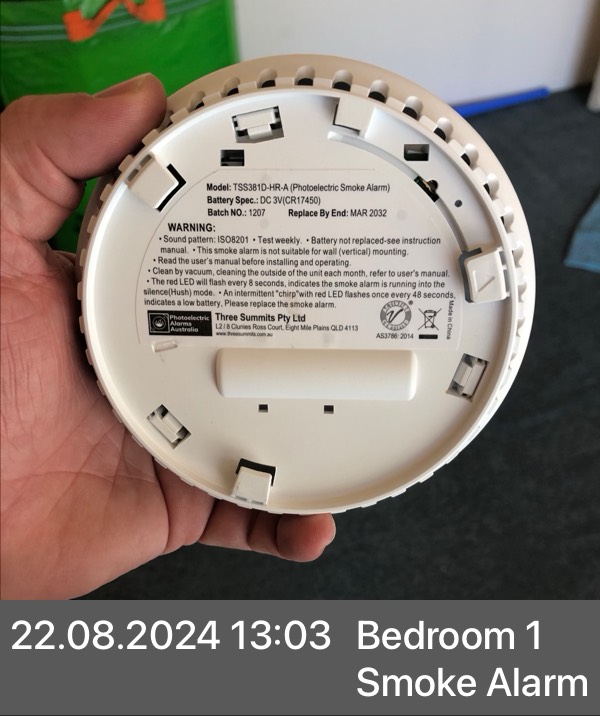 Model: TSS381D-HR-A (Photoelectric Smoke Alarm)
Battery Spec.: DC 3V(CR17450)
Batch NO.: 1207 Replace By End: MAR 2032
WARNING:
• Sound pattern: ISO8201 • Test weekly. • Battery not replaced-see instruction
manual. • This smoke alarm is not suitable for wall (vertical) mounting.
• Read the user's manual before installing and operating.
• Clean by vacuum, cleaning the outside of the unit each month, refer to user's manual.
• The red LED will flash every 8 seconds, indicates the smoke alarm is running into the
silence(Hush) mode. • An intermittent "chirp"with red LED flashes once every 48 seconds,
indicates a low battery, Please replace the smoke alarm.
Photoelectric
Alarms
Australia
Three Summits Pty Ltd
L2 / 8 Clunies Ross Court, Eight Mile Plains QLD 4113
www.threesummits.com.au
AS3786: 2014
Made in China
22.08.2024 13:03 Bedroom 1
Smoke Alarm